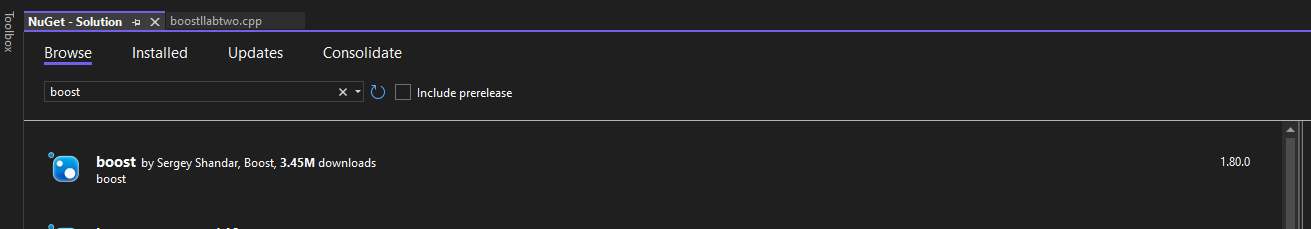 Toolbox
NuGet - Solution
boostllabtwo.cpp
Browse Installed Updates Consolidate
boost
Include prerelease
boost by Sergey Shandar, Boost, 3.45M downloads
1.80.0
boost